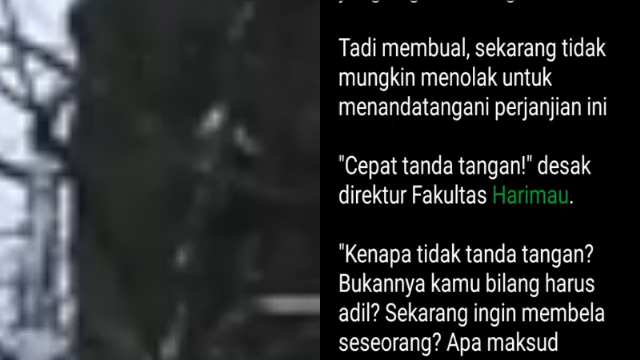 Tadi membual, sekarang tidak
mungkin menolak untuk
menandatangani perjanjian ini
"Cepat tanda tangan!" desak
direktur Fakultas Harimau.
"Kenapa tidak tanda tangan?
Bukannya kamu bilang harus
adil? Sekarang ingin membela
seseorang? Apa maksud